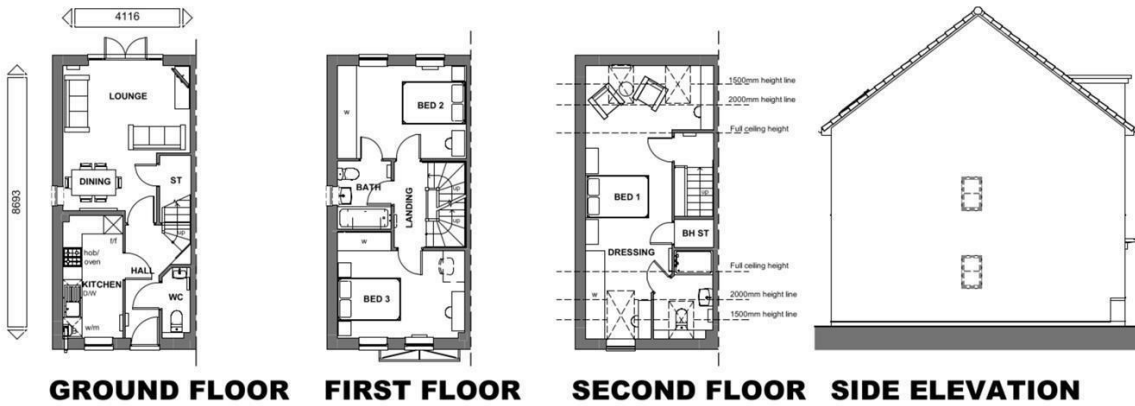 4116
8693
LOUNGE
DINING
ST
up
f/f
hob/
oven
HALL
KITCHEN
D/W
WC
w/m
GROUND FLOOR
BED 2
w
BATH
LANDING
up
up
w
BED 3
FIRST FLOOR
1500mm height line
2000mm height line
Full ceiling height
BED 1
up
BH ST
DRESSING
Full ceiling height
w
2000mm height line
1500mm height line
SECOND FLOOR
SIDE ELEVATION